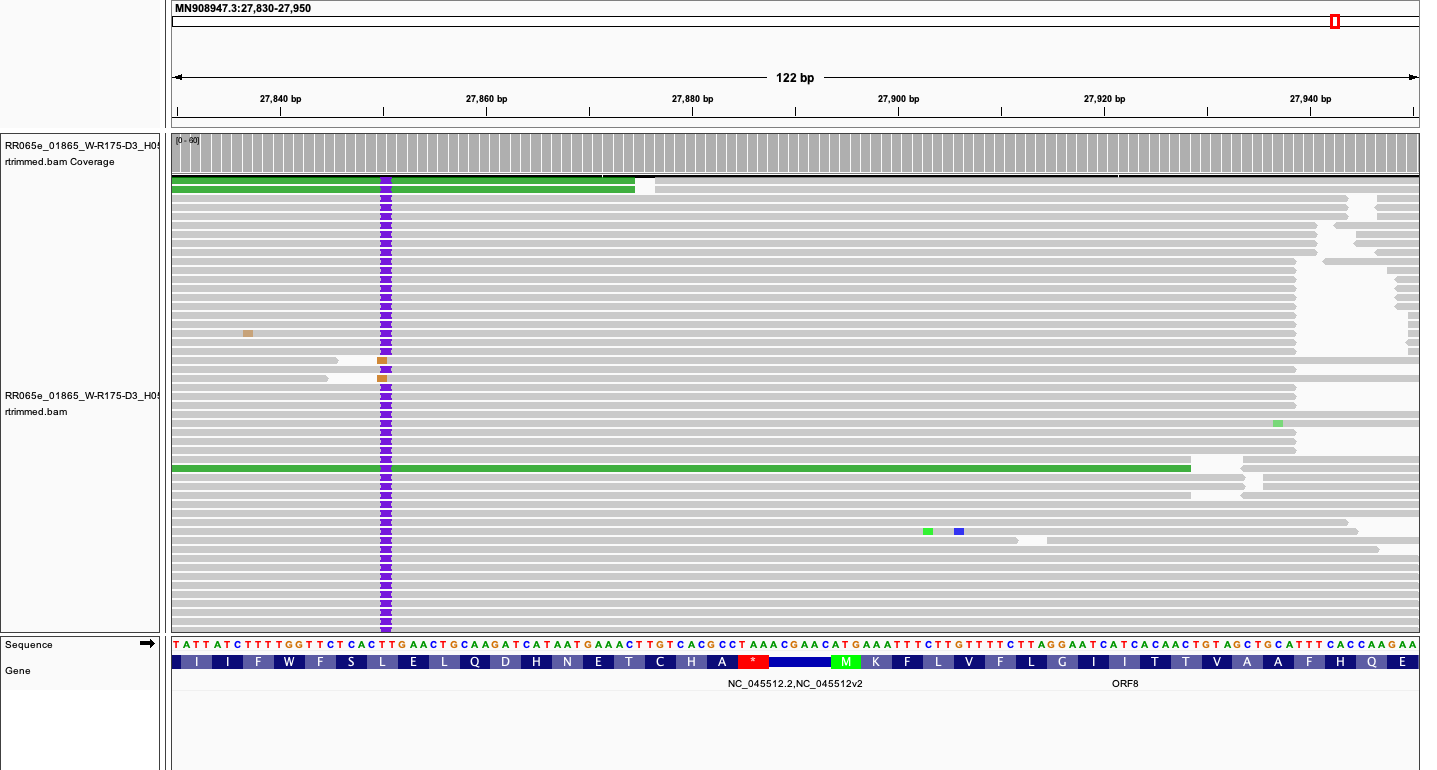 MN908947.3:27,830-27,950
122 bp
27,840 bp 27,860 bp 27,880 bp 27,900 bp 27,920 bp 27,940 bp
RR065e_01865_W-R175-D3_H05
rtrimmed.bam Coverage
[0 - 60]
RR065e_01865_W-R175-D3_H05
rtrimmed.bam
Sequence
TATTATCTTTTGGTTCTCACTTGAACTGCAAGATCATAATGAAACTTGTCACGCCTAAACGAACATGAAATTTCTTGTTTTCTTAGGAATCATCACAACTGTAGCTGCATTTCACCAAGAA
Gene
I I F W F S L E L Q D H N E T C H A * M K F L V F L G I I T T V A A F H Q E
NC_045512.2,NC_045512v2 ORF8